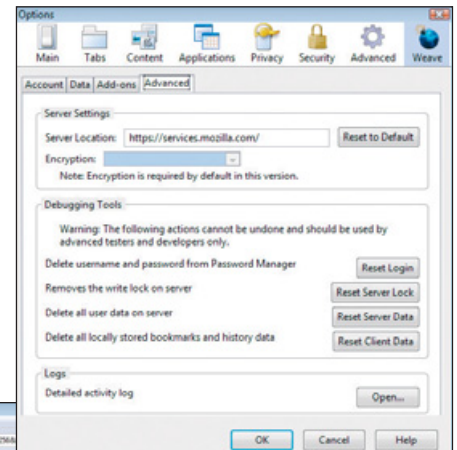 Options
Main Tabs Content Applications Privacy Security Advanced Weave
Account Data Add-ons Advanced
Server Settings
Server Location: https://services.mozilla.com/ Reset to Default
Encryption:
Note: Encryption is required by default in this version.
Debugging Tools
Warning: The following actions cannot be undone and should be used by
advanced testers and developers only.
Delete username and password from Password Manager Reset Login
Removes the write lock on server Reset Server Lock
Delete all user data on server Reset Server Data
Delete all locally stored bookmarks and history data Reset Client Data
Logs
Detailed activity log Open...
OK Cancel Help